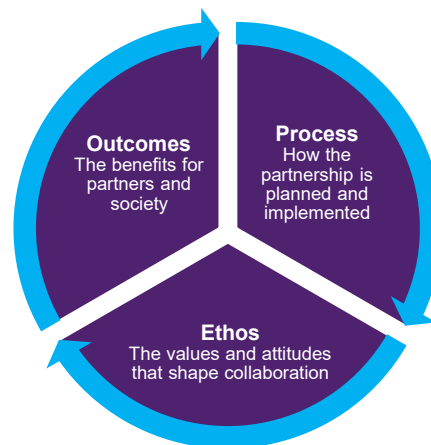 Outcomes
The benefits for
partners and
society
Process
How the
partnership is
planned and
implemented
Ethos
The values and attitudes
that shape collaboration